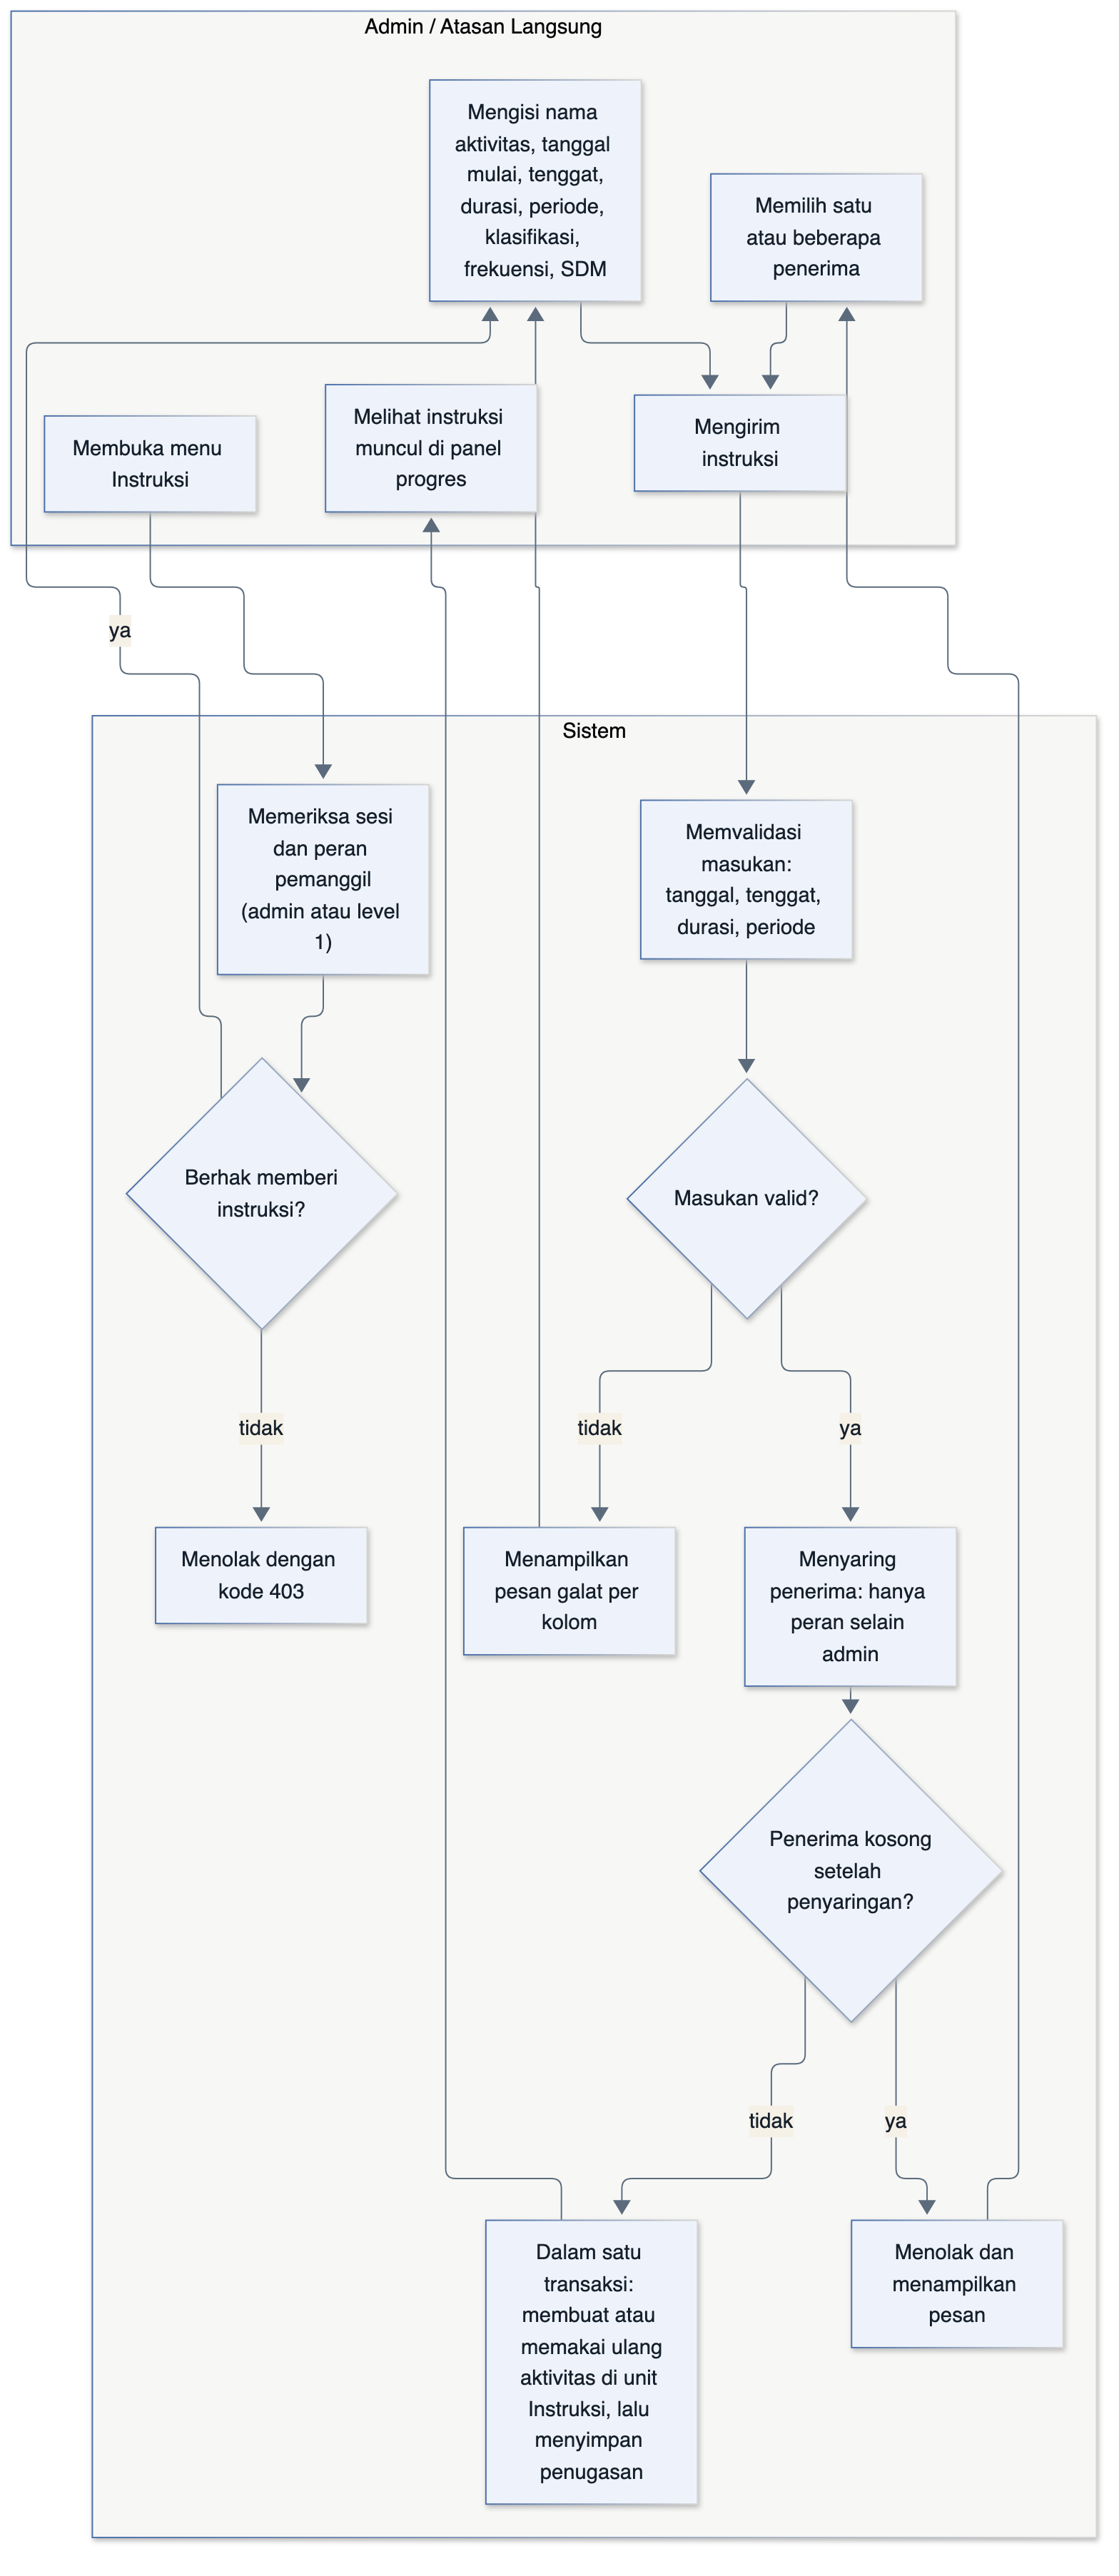 Admin / Atasan Langsung
Mengisi nama
aktivitas, tanggal
mulai, tenggat,
durasi, periode,
klasifikasi,
frekuensi, SDM
Memilih satu
atau beberapa
penerima
Membuka menu
Instruksi
Melihat instruksi
muncul di panel
progres
Mengirim
instruksi
ya
Sistem
Memeriksa sesi
dan peran
pemanggil
(admin atau level
1)
Memvalidasi
masukan:
tanggal, tenggat,
durasi, periode
Berhak memberi
instruksi?
Masukan valid?
tidak
tidak
ya
Menolak dengan
kode 403
Menampilkan
pesan galat per
kolom
Menyaring
penerima: hanya
peran selain
admin
Penerima kosong
setelah
penyaringan?
tidak
ya
Dalam satu
transaksi:
membuat atau
memakai ulang
aktivitas di unit
Instruksi, lalu
menyimpan
penugasan
Menolak dan
menampilkan
pesan